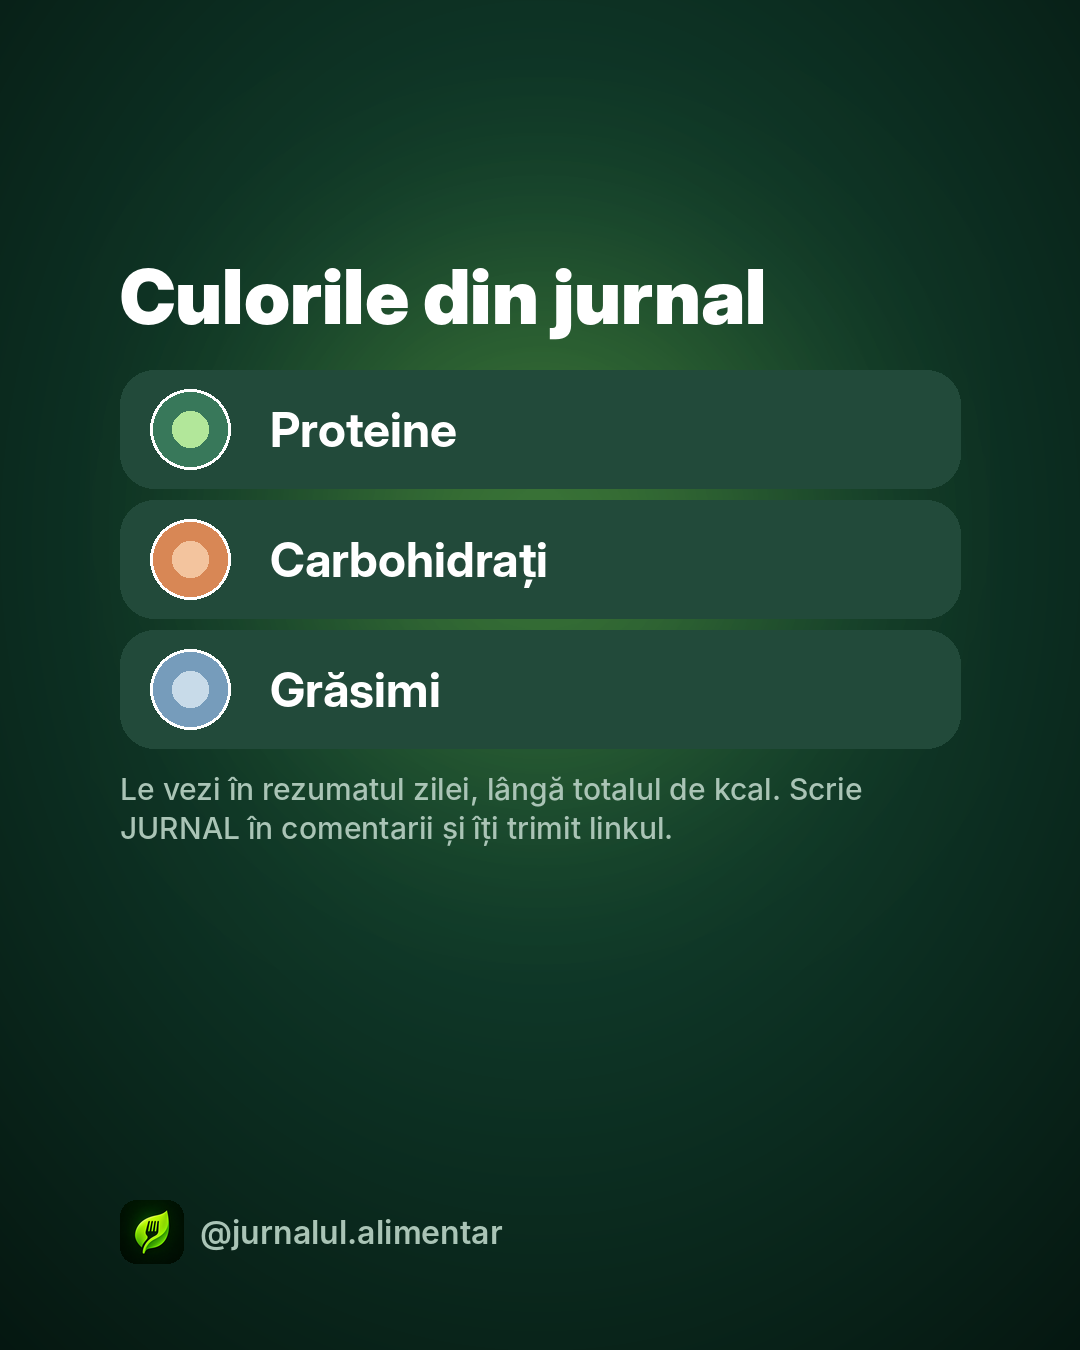 Culorile din jurnal
Proteine
Carbohidrați
Grăsimi
Le vezi în rezumatul zilei, lângă totalul de kcal. Scrie
JURNAL în comentarii și îți trimit linkul.
@jurnalul.alimentar